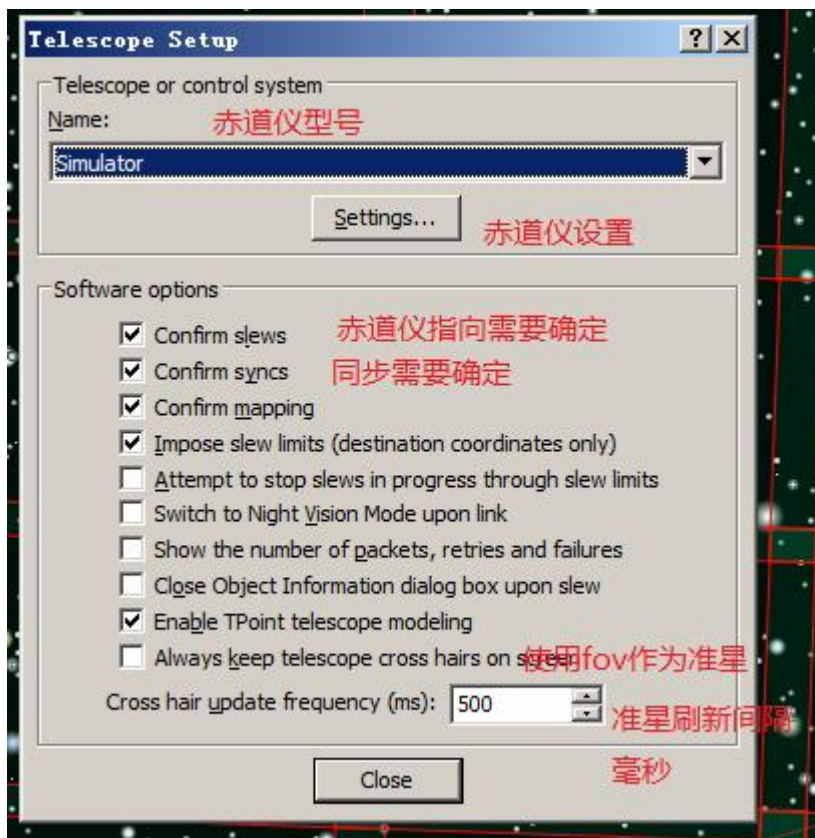 Telescope Setup
Telescope or control system
Name:
赤道仪型号
Simulator
Settings...
赤道仪设置
Software options
Confirm slews
赤道仪指向需要确定
Confirm syncs
同步需要确定
Confirm mapping
Impose slew limits (destination coordinates only)
Attempt to stop slews in progress through slew limits
Switch to Night Vision Mode upon link
Show the number of packets, retries and failures
Close Object Information dialog box upon slew
Enable TPoint telescope modeling
Always keep telescope cross hairs on screen
使用fov作为准星
Cross hair update frequency (ms):
500
准星刷新间隔
毫秒
Close